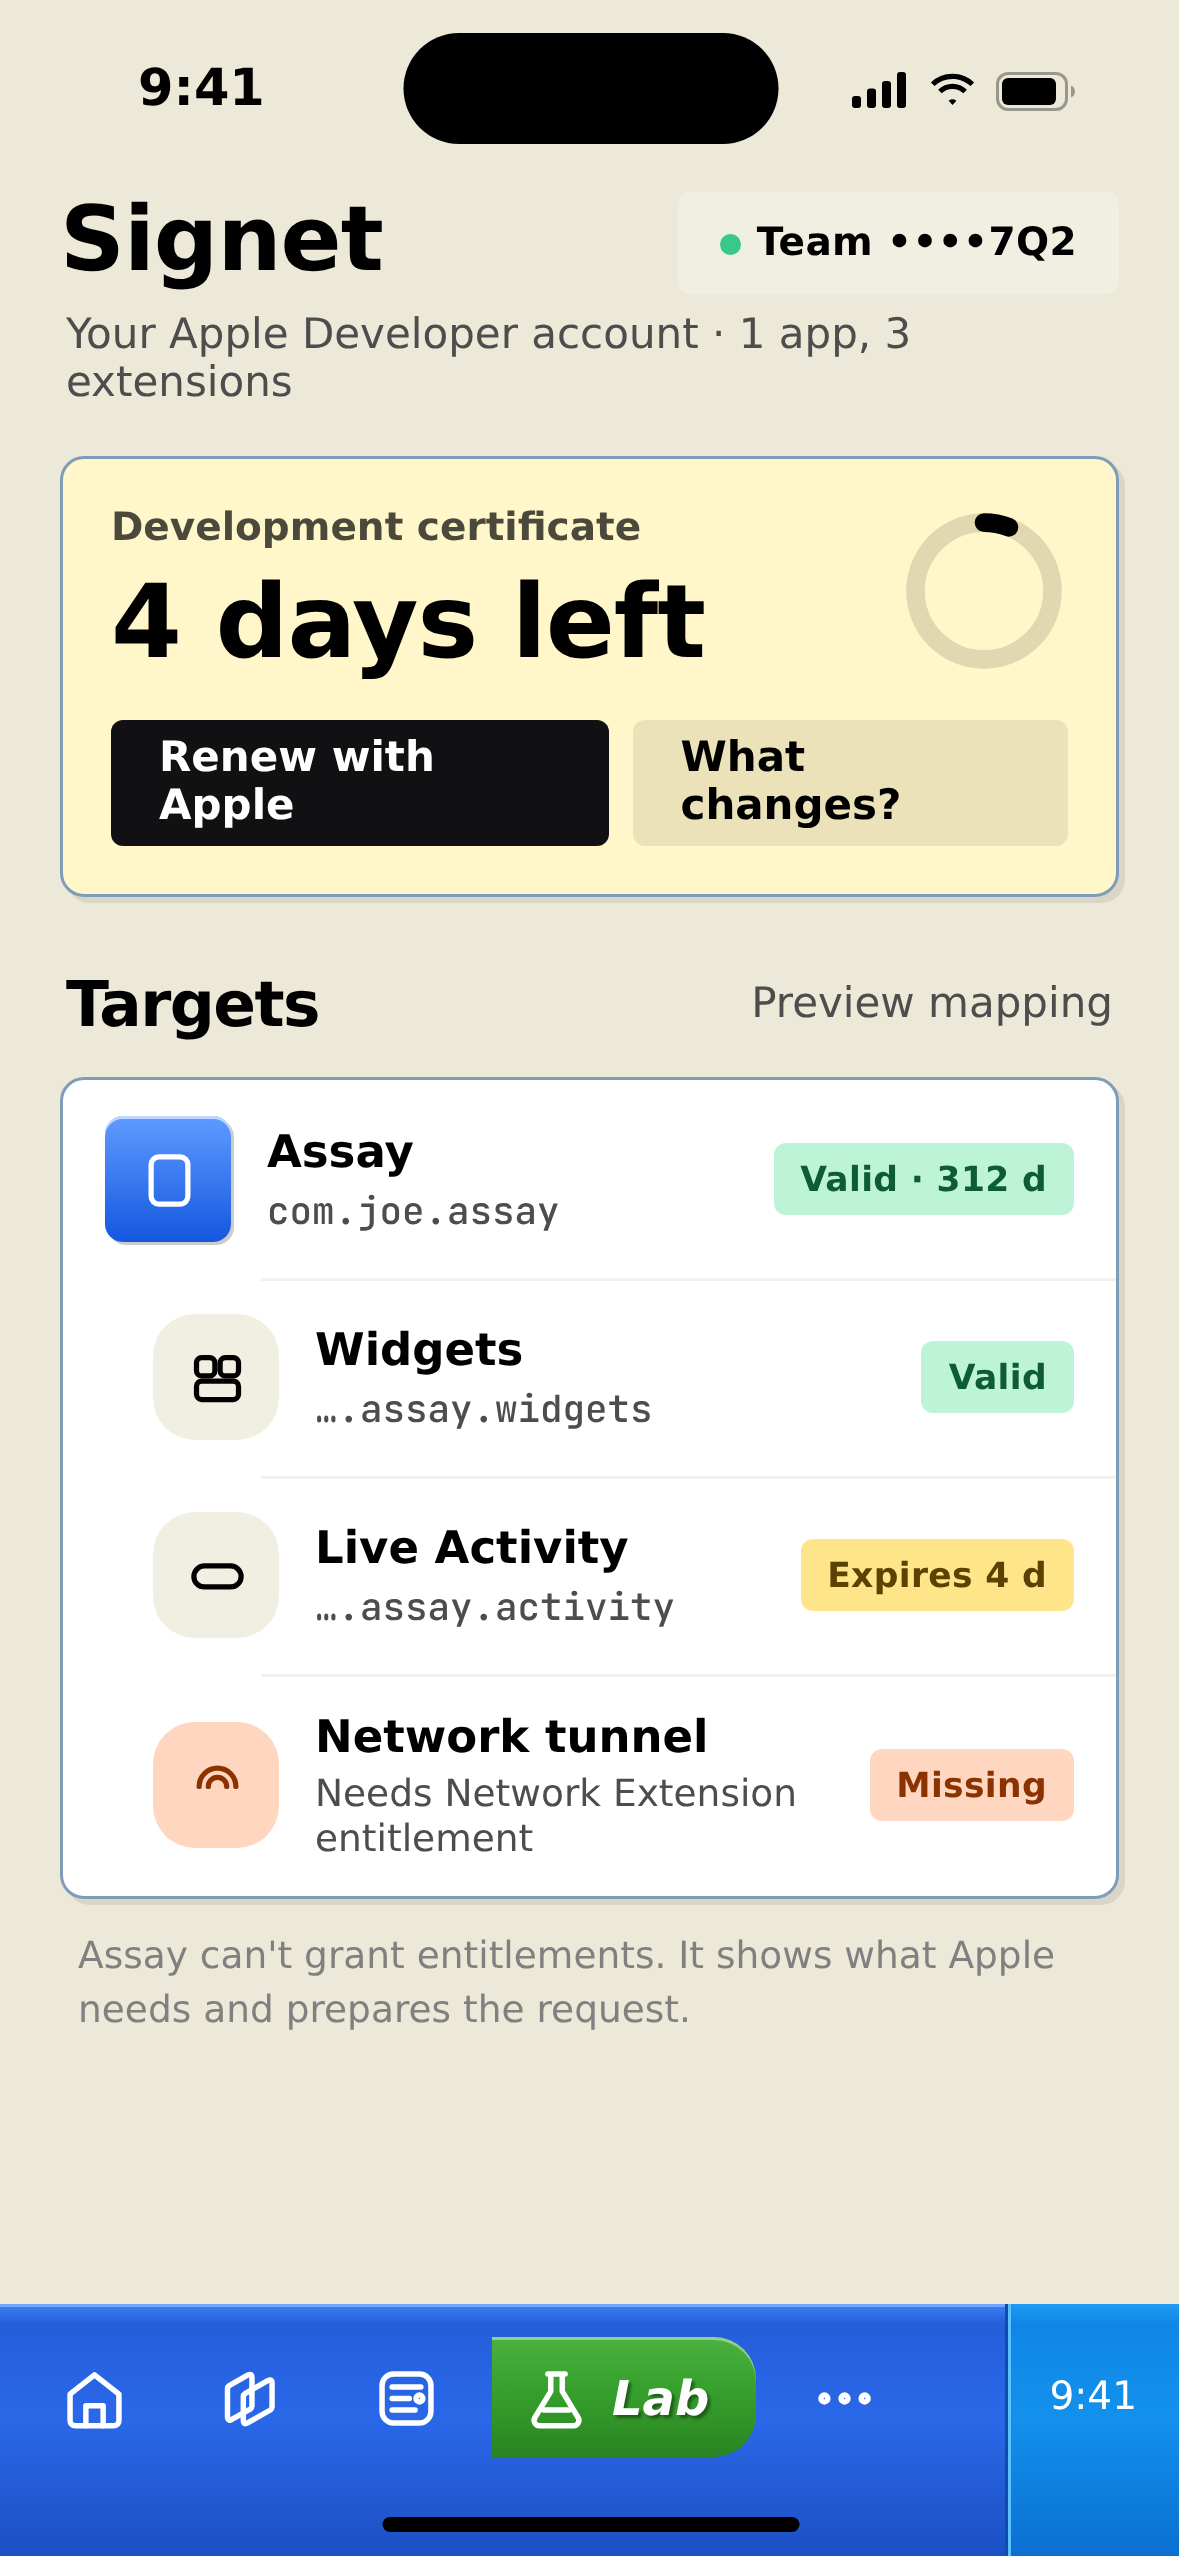 9:41
Signet
Team ••••7Q2
Your Apple Developer account · 1 app, 3
extensions
Development certificate
4 days left
Renew with
Apple
What
changes?
Targets
Preview mapping
Assay
com.joe.assay
Valid · 312 d
Widgets
….assay.widgets
Valid
Live Activity
….assay.activity
Expires 4 d
Network tunnel
Needs Network Extension
entitlement
Missing
Assay can't grant entitlements. It shows what Apple
needs and prepares the request.
Lab
9:41